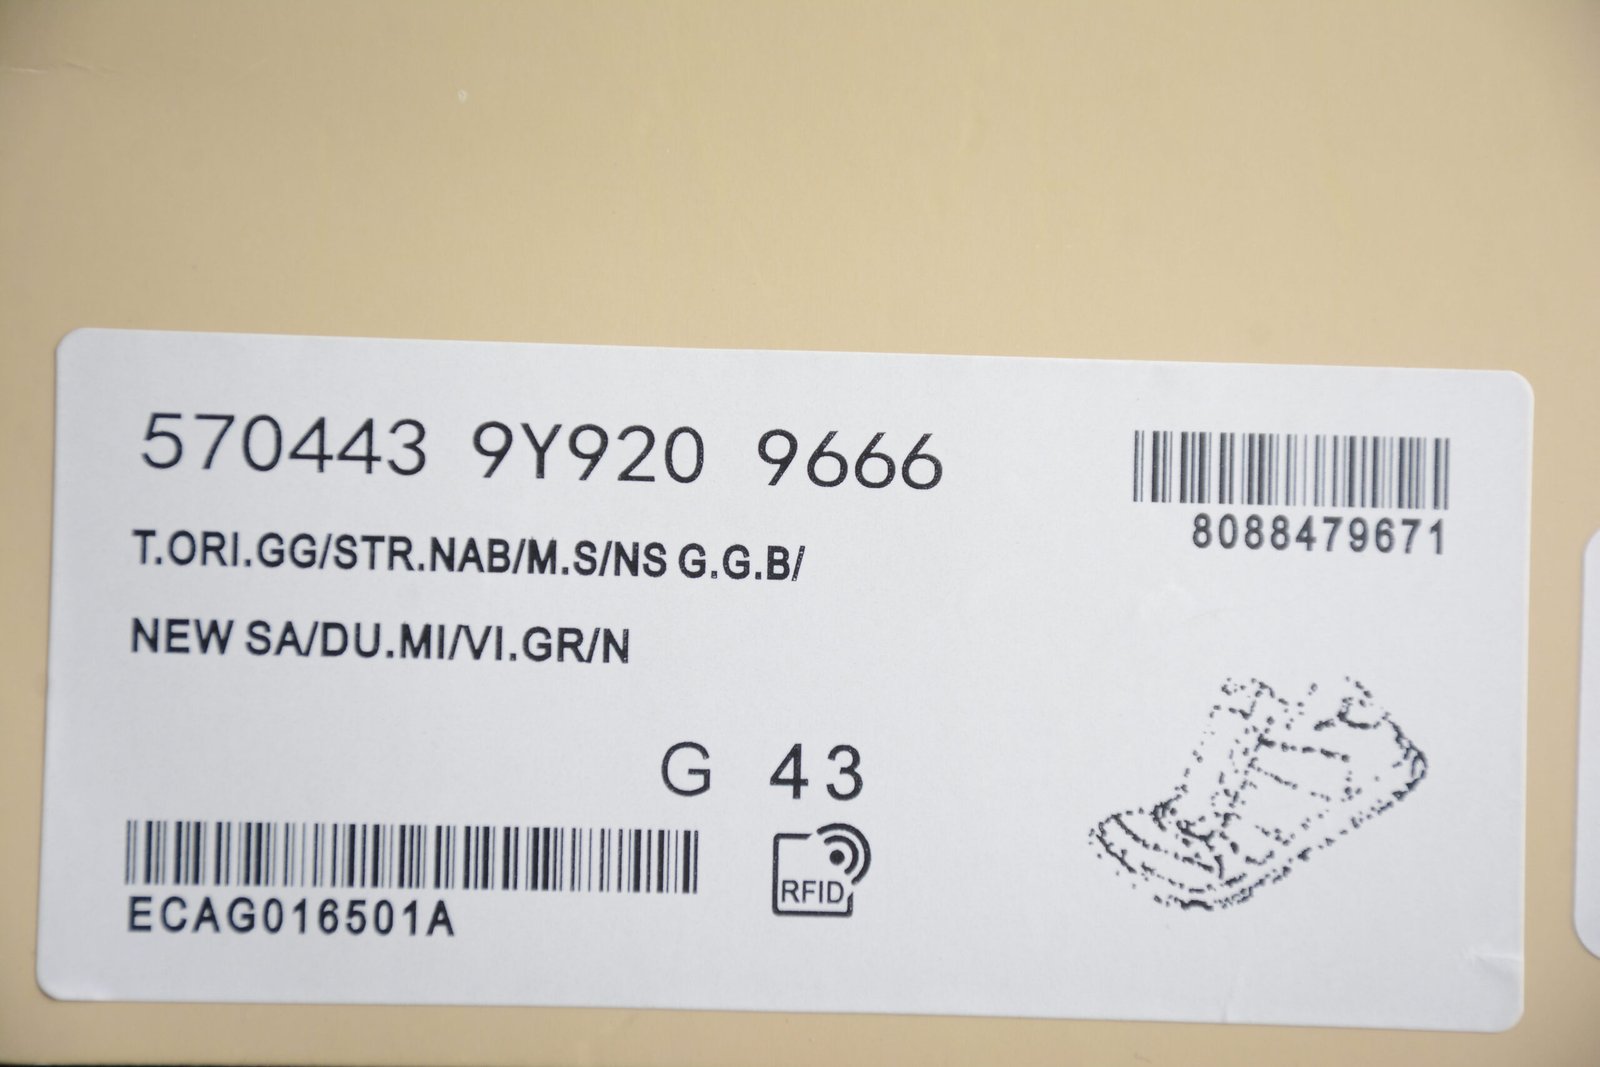 570443 9Y920 9666
8088479671
T.ORI.GG/STR.NAB/M.S/NS G.G.B/
NEW SA/DU.MI/VI.GR/N
G 43
ECAG016501A
RFID